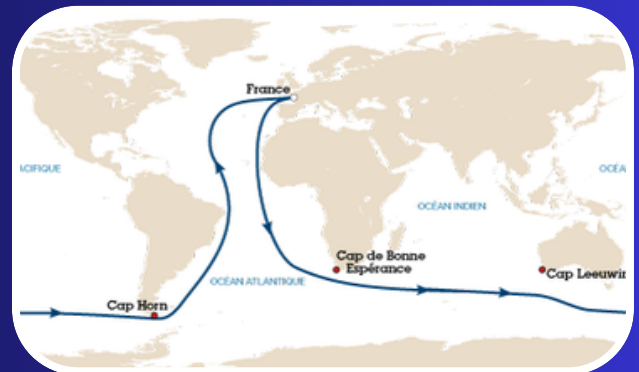 France
ACIFIQUE
OCÉA
OCÉAN INDIEN
Cap de Bonne
Espérance
Cap Leeuwin
OCÉAN ATLANTIQUE
Cap Horn